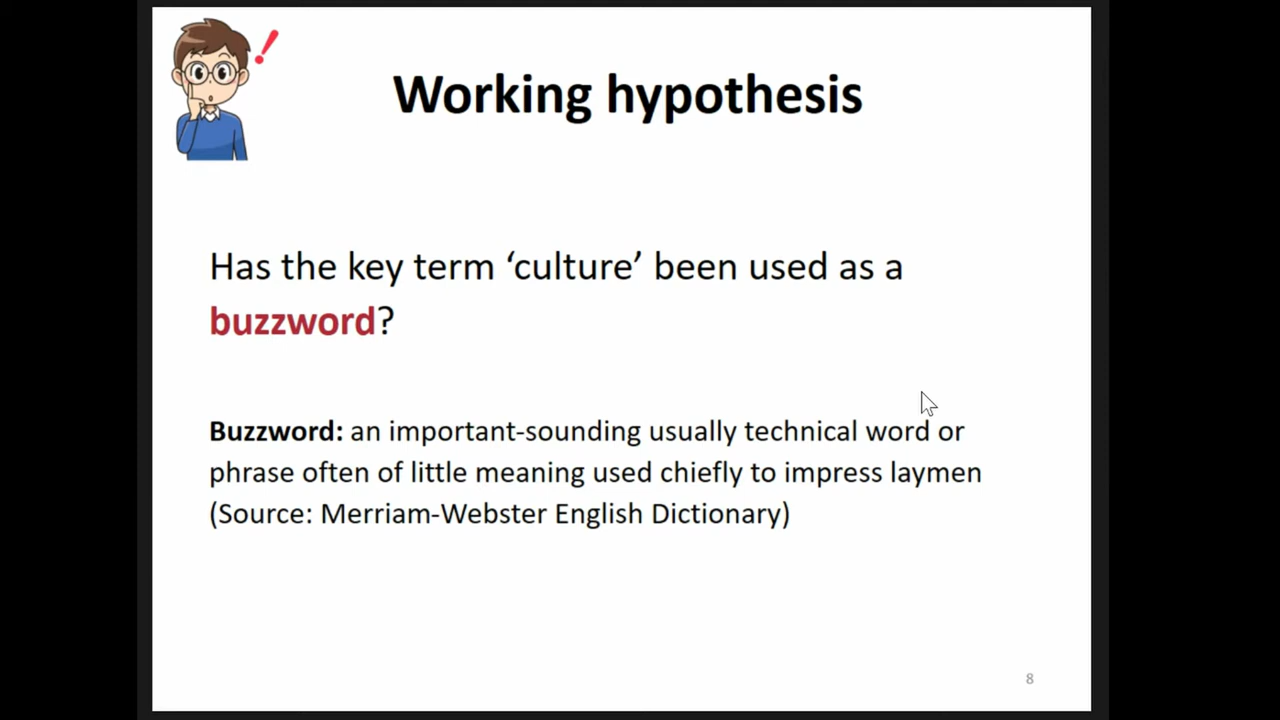 Working hypothesis
Has the key term ‘culture’ been used as a
buzzword?
Buzzword: an important-sounding usually technical word or
phrase often of little meaning used chiefly to impress laymen
(Source: Merriam-Webster English Dictionary)
8